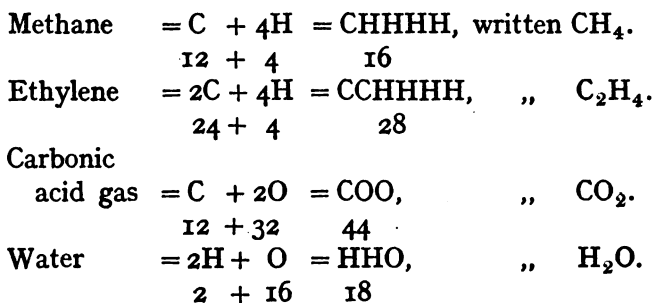 Methane = C + 4H = CHHHH, written CH₄.
12 + 4 16
Ethylene = 2C + 4H = CCHHHH, „ C₂H₄.
24 + 4 28
Carbonic
acid gas = C + 2O = COO, „ CO₂.
12 + 32 44
Water = 2H + O = HHO, „ H₂O.
2 + 16 18